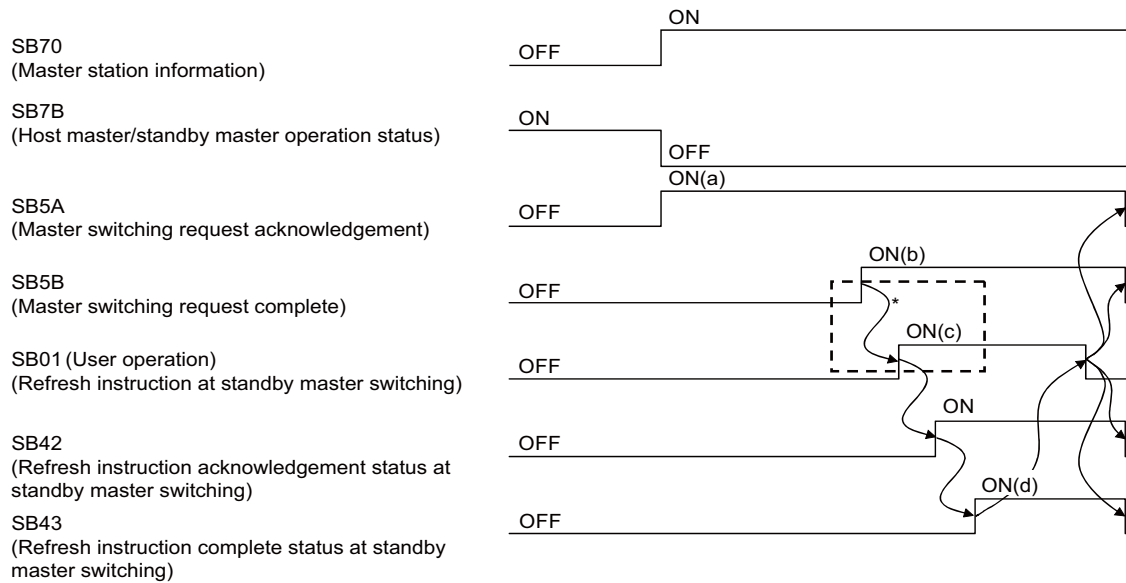 ON
SB70
(Master station information)
OFF
SB7B
(Host master/standby master operation status)
ON
OFF
SB5A
(Master switching request acknowledgement)
OFF
ON(a)
SB5B
(Master switching request complete)
OFF
ON(b)
*
SB01 (User operation)
(Refresh instruction at standby master switching)
OFF
ON(c)
SB42
(Refresh instruction acknowledgement status at
standby master switching)
OFF
ON
SB43
(Refresh instruction complete status at standby
master switching)
OFF
ON(d)